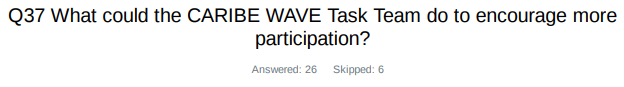 Q37 What could the CARIBE WAVE Task Team do to encourage more
participation?
Answered: 26 Skipped: 6